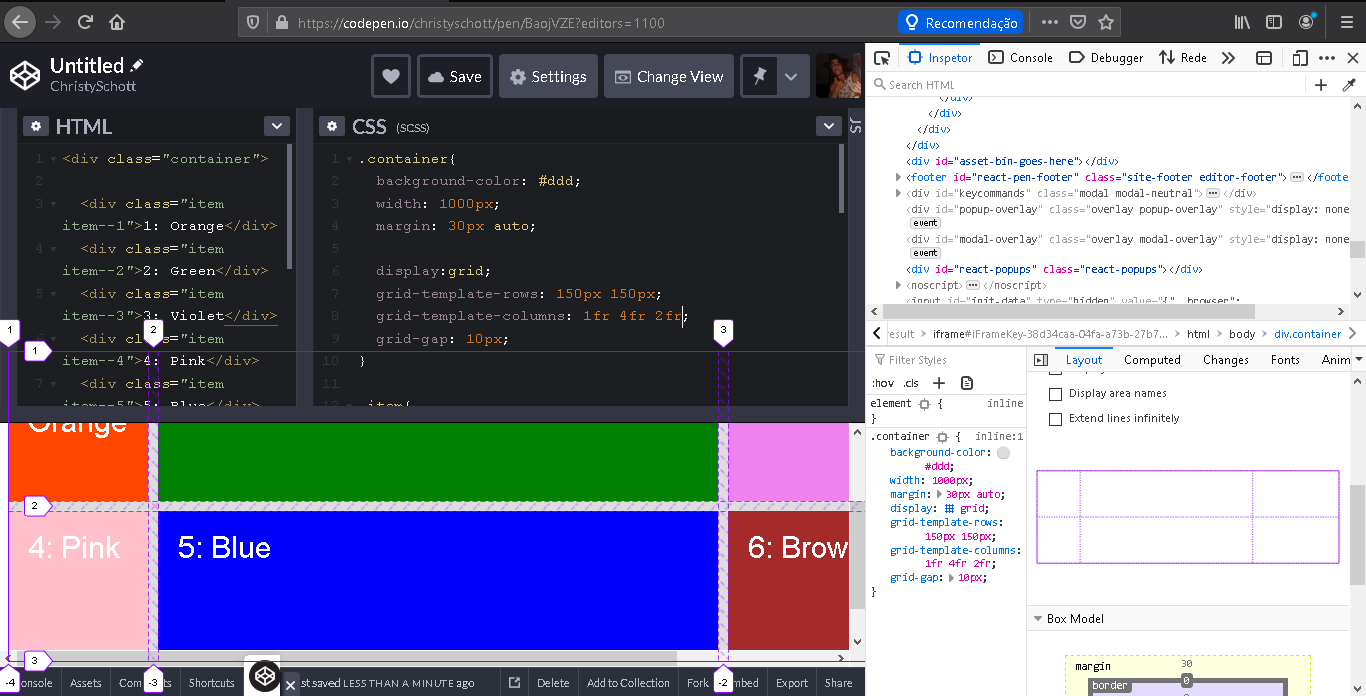 https://codepen.io/christyschott/pen/BaojVZE?editors=1100
Recomendação
Untitled
ChristySchott
Save
Settings
Change View
HTML
CSS (SCSS)
JS
1 <div class="container">
2
3 <div class="item
item--1">1: Orange</div>
4 <div class="item
item--2">2: Green</div>
5 <div class="item
item--3">3: Violet</div>
<div class="item
item--4">4: Pink</div>
7 <div class="item
item--5">5: Blue</div>
1 .container{
2 background-color: #ddd;
3 width: 1000px;
4 margin: 30px auto;
5
6 display:grid;
7 grid-template-rows: 150px 150px;
8 grid-template-columns: 1fr 4fr 2fr;
9 grid-gap: 10px;
10 }
11
12 .item{
1
2
3
1
Orange
2
4: Pink
5: Blue
6: Brow
3
-4
-3
-2
onsole
Assets
Com
Shortcuts
st saved LESS THAN A MINUTE ago
Delete
Add to Collection
Fork
mbed
Export
Share
Inspetor
Console
Debugger
Rede
Search HTML
</div>
</div>
</div>
</div>
<div id="asset-bin-goes-here"></div>
<footer id="react-pen-footer" class="site-footer editor-footer"></foote
<div id="keycommands" class="modal modal-neutral"></div>
<div id="popup-overlay" class="overlay popup-overlay" style="display: none
event
<div id="modal-overlay" class="overlay modal-overlay" style="display: none
event
<div id="react-popups" class="react-popups"></div>
<noscript></noscript>
<input id="init-data" type="hidden" value="{"__browser":
esult
iframe#iFrameKey-38d34caa-04fa-a73b-27b7...
html
body
div.container
Filter Styles
:hov .cls
element { inline
}
.container { inline:1
background-color:
#ddd;
width: 1000px;
margin: 30px auto;
display: grid;
grid-template-rows:
150px 150px;
grid-template-columns:
1fr 4fr 2fr;
grid-gap: 10px;
}
Layout
Computed
Changes
Fonts
Anim
Display area names
Extend lines infinitely
Box Model
margin
30
border
0